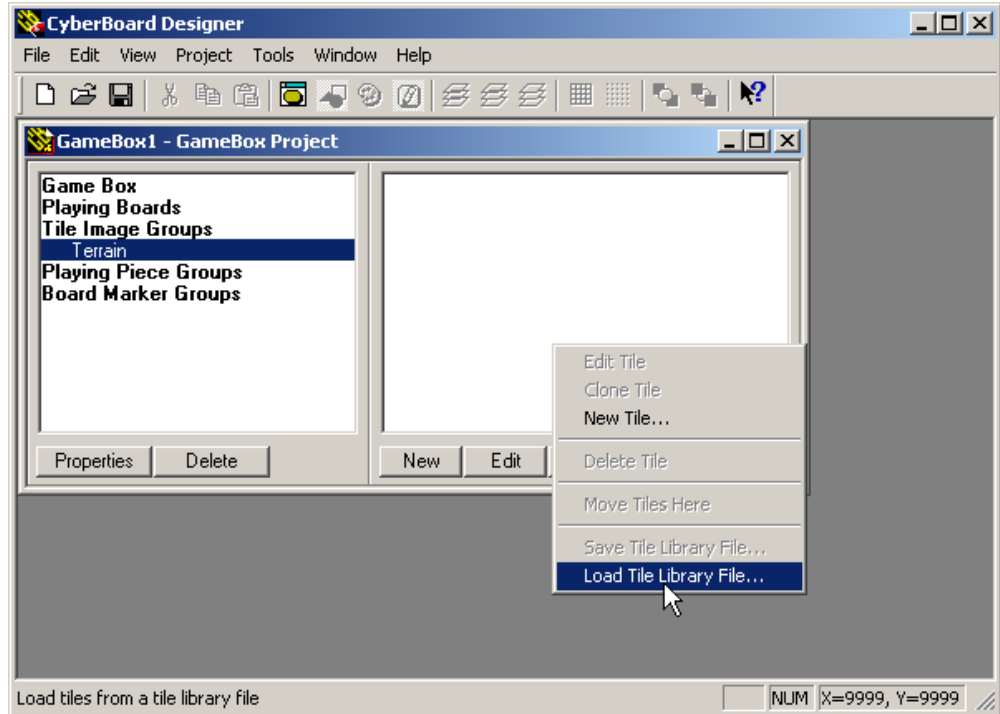 CyberBoard Designer
File Edit View Project Tools Window Help
GameBox1 - GameBox Project
Game Box
Playing Boards
Tile Image Groups
Terrain
Playing Piece Groups
Board Marker Groups
Properties Delete
New Edit
Edit Tile
Clone Tile
New Tile...
Delete Tile
Move Tiles Here
Save Tile Library File...
Load Tile Library File...
Load tiles from a tile library file
NUM X=9999, Y=9999